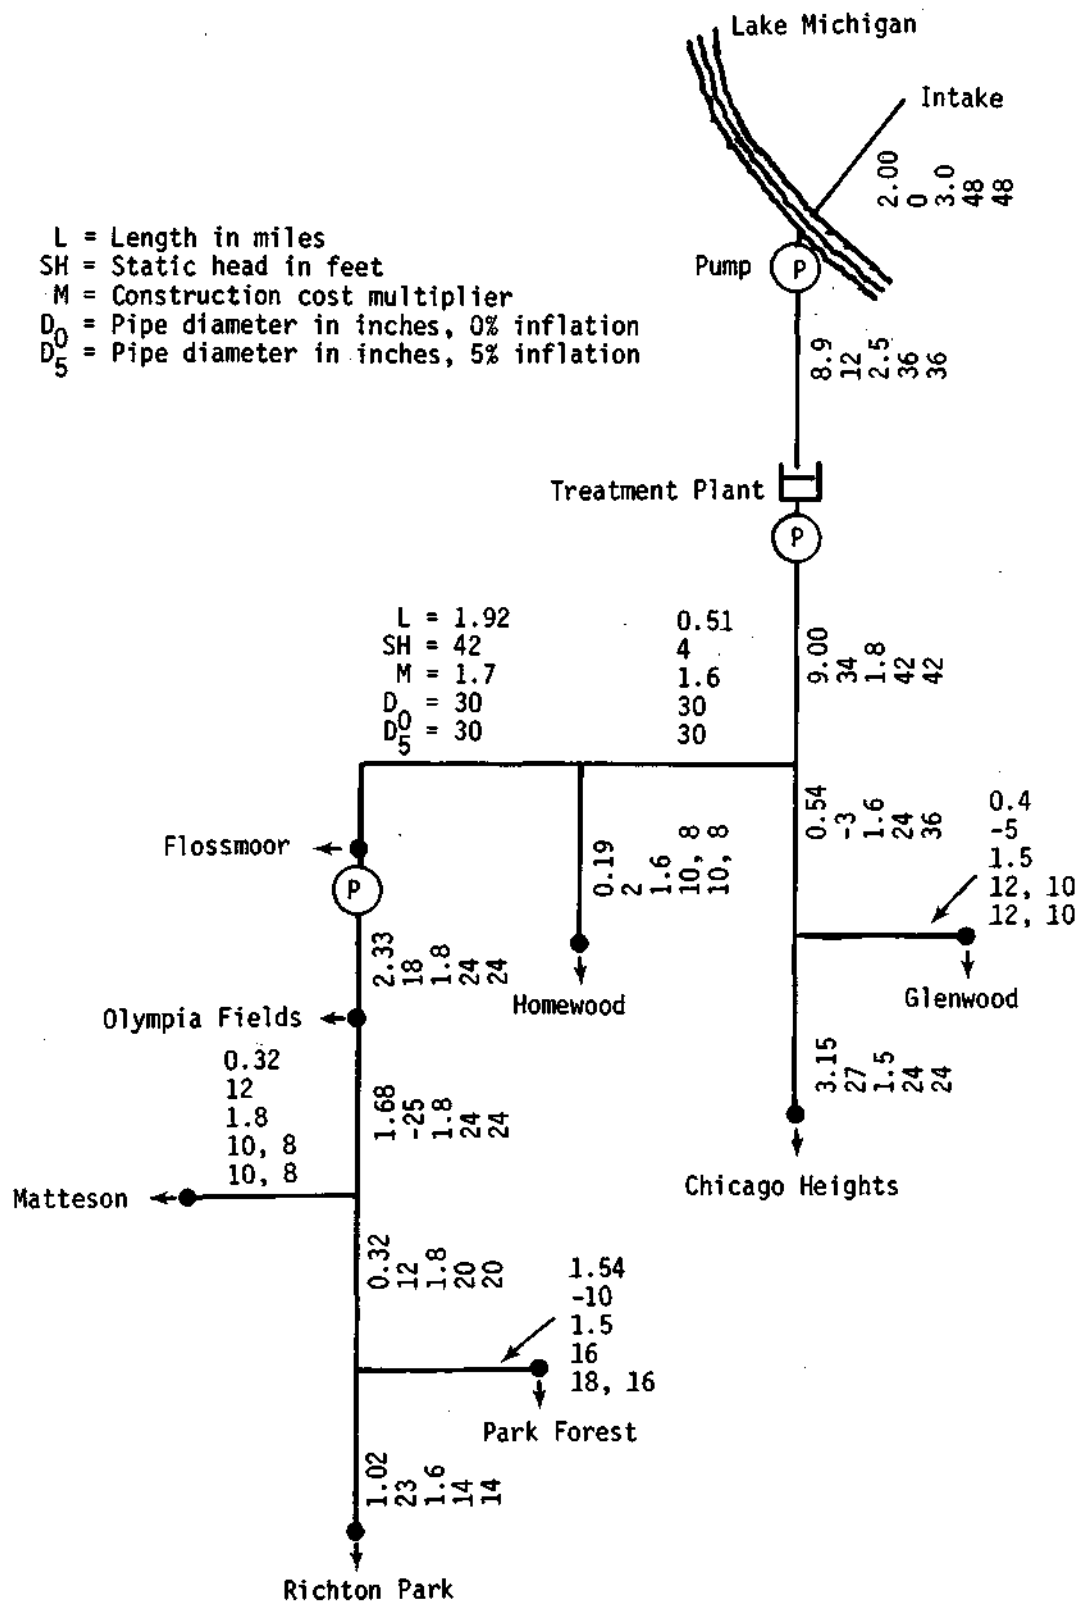 Lake Michigan
Intake
2.00
0
3.0
48
48
L = Length in miles
SH = Static head in feet
M = Construction cost multiplier
D0 = Pipe diameter in inches, 0% inflation
D5 = Pipe diameter in inches, 5% inflation
Pump
P
8.9
12
2.5
36
36
Treatment Plant
P
L = 1.92
SH = 42
M = 1.7
D0 = 30
D5 = 30
0.51
4
1.6
30
30
9.00
34
1.8
42
42
Flossmoor
P
0.19
2
1.6
10, 8
10, 8
Homewood
0.54
-3
1.6
24
36
0.4
-5
1.5
12, 10
12, 10
Glenwood
2.33
18
1.8
24
24
Olympia Fields
0.32
12
1.8
10, 8
10, 8
Matteson
1.68
-25
1.8
24
24
3.15
27
1.5
24
24
Chicago Heights
0.32
12
1.8
20
20
1.54
-10
1.5
16
18, 16
Park Forest
1.02
23
1.6
14
14
Richton Park